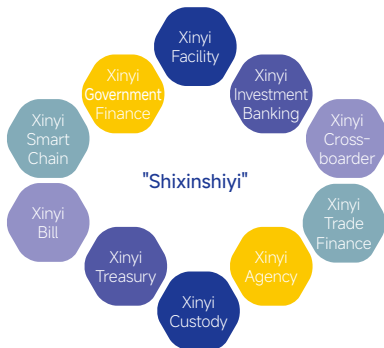 Xinyi
Facility
Xinyi
Investment
Banking
Xinyi
Cross-
boarder
Xinyi
Trade
Finance
Xinyi
Agency
Xinyi
Custody
Xinyi
Treasury
Xinyi
Bill
Xinyi
Smart
Chain
Xinyi
Government
Finance
"Shixinshiyi"